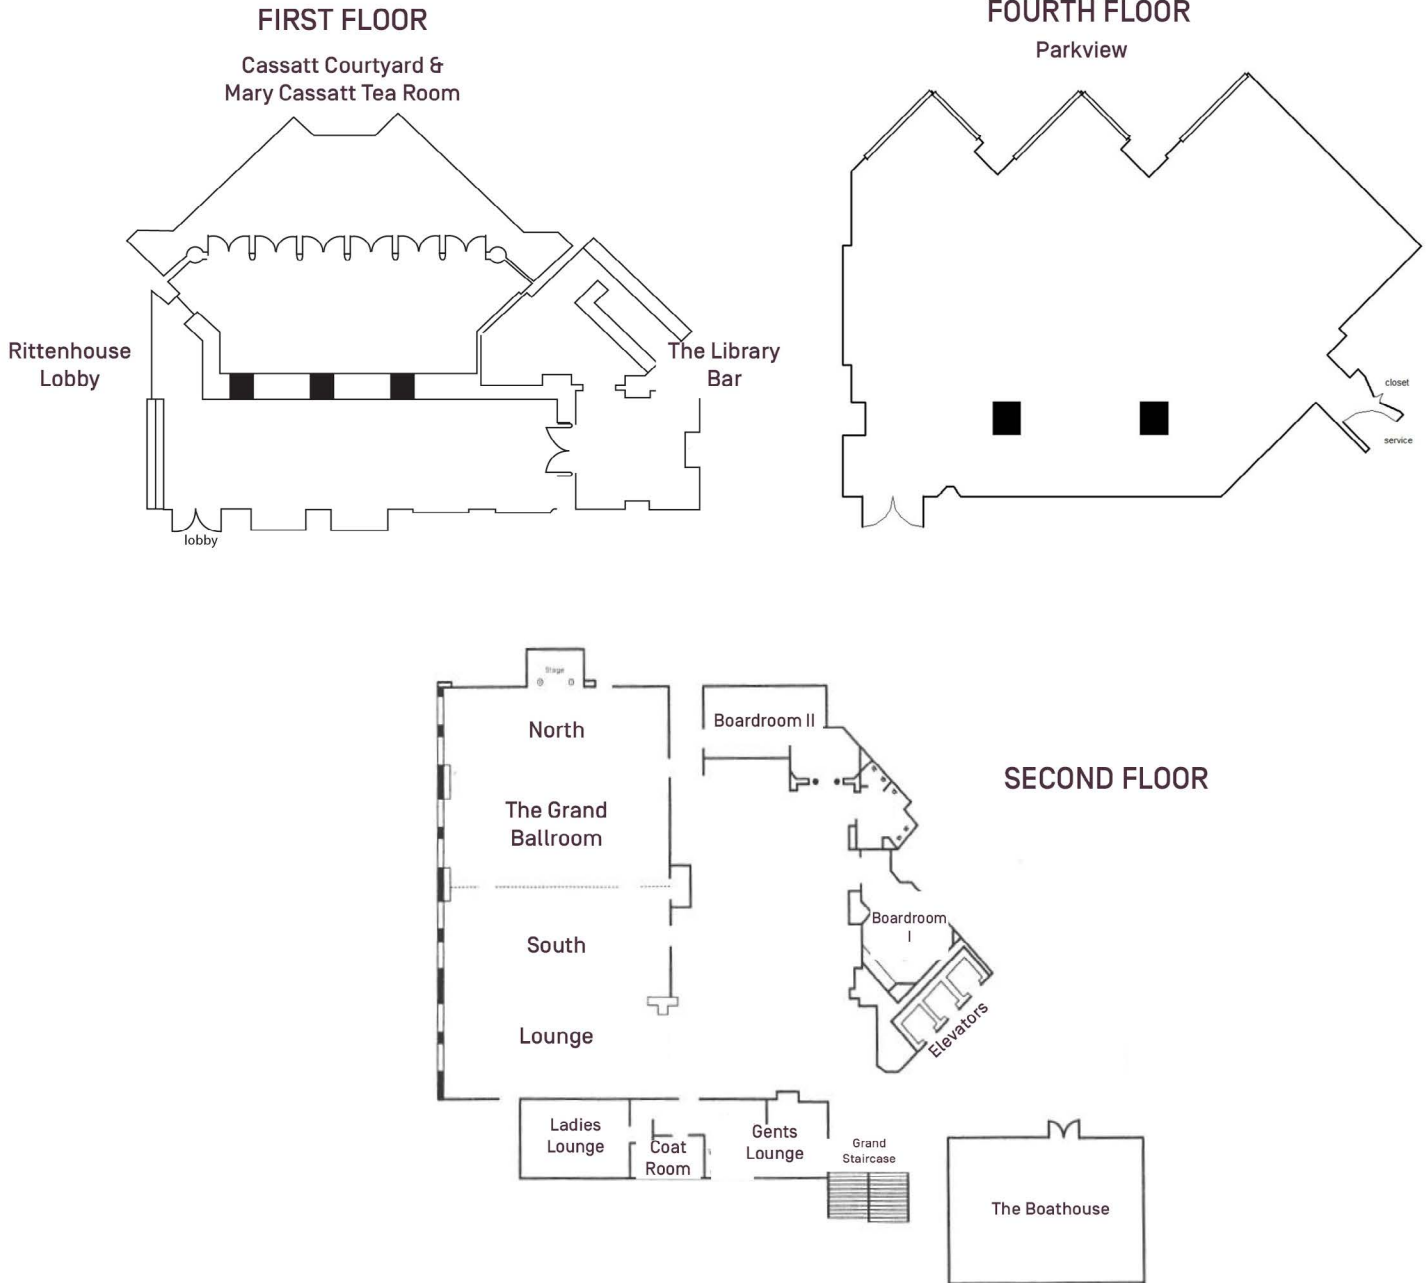 FIRST FLOOR
Cassatt Courtyard &
Mary Cassatt Tea Room
Rittenhouse
Lobby
The Library
Bar
lobby
FOURTH FLOOR
Parkview
closet
service
SECOND FLOOR
Stage
North
The Grand
Ballroom
South
Lounge
Boardroom II
Boardroom
I
Elevators
Ladies
Lounge
Coat
Room
Gents
Lounge
Grand
Staircase
The Boathouse